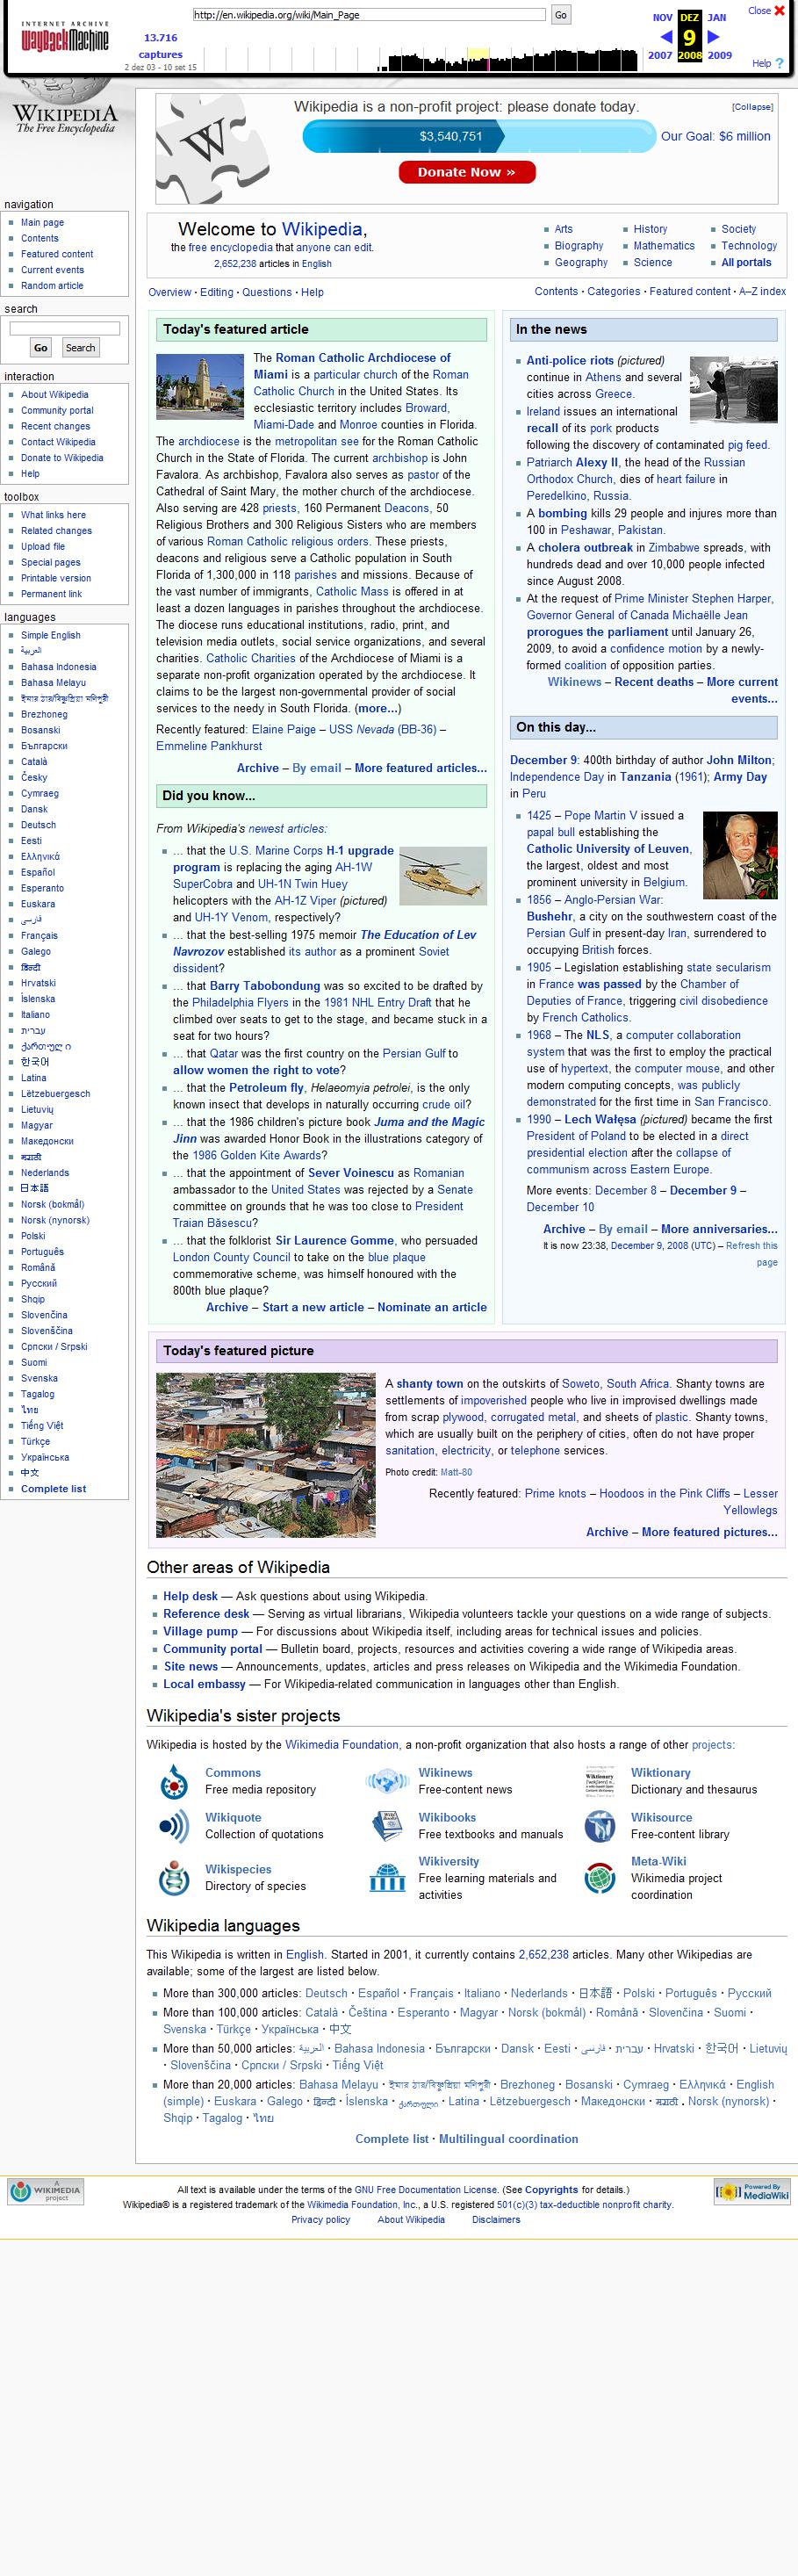 INTERNET ARCHIVE
WayBackMachine
http://en.wikipedia.org/wiki/Main_Page
Go
Close
13.716
captures
2 dez 03 - 10 set 15
NOV DEZ JAN
9
2007 2008 2009
Help ?
WIKIPEDIA
The Free Encyclopedia
Wikipedia is a non-profit project: please donate today.
[Collapse]
$3,540,751
Our Goal: $6 million
Donate Now »
navigation
Main page
Contents
Featured content
Current events
Random article
search
Go Search
interaction
About Wikipedia
Community portal
Recent changes
Contact Wikipedia
Donate to Wikipedia
Help
toolbox
What links here
Related changes
Upload file
Special pages
Printable version
Permanent link
languages
Simple English
العربية
Bahasa Indonesia
Bahasa Melayu
ইমার ঠার/বিষ্ণুপ্রিয়া মণিপুরী
Brezhoneg
Bosanski
Български
Català
Česky
Cymraeg
Dansk
Deutsch
Eesti
Ελληνικά
Español
Esperanto
Euskara
فارسی
Français
Galego
हिन्दी
Hrvatski
Íslenska
Italiano
עברית
ქართული
한국어
Latina
Lëtzebuergesch
Lietuvių
Magyar
Македонски
मराठी
Nederlands
日本語
Norsk (bokmål)
Norsk (nynorsk)
Polski
Português
Română
Русский
Shqip
Slovenčina
Slovenščina
Српски / Srpski
Suomi
Svenska
Tagalog
ไทย
Tiếng Việt
Türkçe
Українська
中文
Complete list
Welcome to Wikipedia,
the free encyclopedia that anyone can edit.
2,652,238 articles in English
Arts History Society
Biography Mathematics Technology
Geography Science All portals
Overview · Editing · Questions · Help
Contents · Categories · Featured content · A–Z index
Today's featured article
The Roman Catholic Archdiocese of
Miami is a particular church of the Roman
Catholic Church in the United States. Its
ecclesiastic territory includes Broward,
Miami-Dade and Monroe counties in Florida.
The archdiocese is the metropolitan see for the Roman Catholic
Church in the State of Florida. The current archbishop is John
Favalora. As archbishop, Favalora also serves as pastor of the
Cathedral of Saint Mary, the mother church of the archdiocese.
Also serving are 428 priests, 160 Permanent Deacons, 50
Religious Brothers and 300 Religious Sisters who are members
of various Roman Catholic religious orders. These priests,
deacons and religious serve a Catholic population in South
Florida of 1,300,000 in 118 parishes and missions. Because of
the vast number of immigrants, Catholic Mass is offered in at
least a dozen languages in parishes throughout the archdiocese.
The diocese runs educational institutions, radio, print, and
television media outlets, social service organizations, and several
charities. Catholic Charities of the Archdiocese of Miami is a
separate non-profit organization operated by the archdiocese. It
claims to be the largest non-governmental provider of social
services to the needy in South Florida. (more...)
Recently featured: Elaine Paige – USS Nevada (BB-36) –
Emmeline Pankhurst
Archive – By email – More featured articles...
Did you know...
From Wikipedia's newest articles:
... that the U.S. Marine Corps H-1 upgrade
program is replacing the aging AH-1W
SuperCobra and UH-1N Twin Huey
helicopters with the AH-1Z Viper (pictured)
and UH-1Y Venom, respectively?
... that the best-selling 1975 memoir The Education of Lev
Navrozov established its author as a prominent Soviet
dissident?
... that Barry Tabobondung was so excited to be drafted by
the Philadelphia Flyers in the 1981 NHL Entry Draft that he
climbed over seats to get to the stage, and became stuck in a
seat for two hours?
... that Qatar was the first country on the Persian Gulf to
allow women the right to vote?
... that the Petroleum fly, Helaeomyia petrolei, is the only
known insect that develops in naturally occurring crude oil?
... that the 1986 children's picture book Juma and the Magic
Jinn was awarded Honor Book in the illustrations category of
the 1986 Golden Kite Awards?
... that the appointment of Sever Voinescu as Romanian
ambassador to the United States was rejected by a Senate
committee on grounds that he was too close to President
Traian Băsescu?
... that the folklorist Sir Laurence Gomme, who persuaded
London County Council to take on the blue plaque
commemorative scheme, was himself honoured with the
800th blue plaque?
Archive – Start a new article – Nominate an article
In the news
Anti-police riots (pictured)
continue in Athens and several
cities across Greece.
Ireland issues an international
recall of its pork products
following the discovery of contaminated pig feed.
Patriarch Alexy II, the head of the Russian
Orthodox Church, dies of heart failure in
Peredelkino, Russia.
A bombing kills 29 people and injures more than
100 in Peshawar, Pakistan.
A cholera outbreak in Zimbabwe spreads, with
hundreds dead and over 10,000 people infected
since August 2008.
At the request of Prime Minister Stephen Harper,
Governor General of Canada Michaëlle Jean
prorogues the parliament until January 26,
2009, to avoid a confidence motion by a newly-
formed coalition of opposition parties.
Wikinews – Recent deaths – More current
events...
On this day...
December 9: 400th birthday of author John Milton;
Independence Day in Tanzania (1961); Army Day
in Peru
1425 – Pope Martin V issued a
papal bull establishing the
Catholic University of Leuven,
the largest, oldest and most
prominent university in Belgium.
1856 – Anglo-Persian War:
Bushehr, a city on the southwestern coast of the
Persian Gulf in present-day Iran, surrendered to
occupying British forces.
1905 – Legislation establishing state secularism
in France was passed by the Chamber of
Deputies of France, triggering civil disobedience
by French Catholics.
1968 – The NLS, a computer collaboration
system that was the first to employ the practical
use of hypertext, the computer mouse, and other
modern computing concepts, was publicly
demonstrated for the first time in San Francisco.
1990 – Lech Wałęsa (pictured) became the first
President of Poland to be elected in a direct
presidential election after the collapse of
communism across Eastern Europe.
More events: December 8 – December 9 –
December 10
Archive – By email – More anniversaries...
It is now 23:38, December 9, 2008 (UTC) – Refresh this
page
Today's featured picture
A shanty town on the outskirts of Soweto, South Africa. Shanty towns are
settlements of impoverished people who live in improvised dwellings made
from scrap plywood, corrugated metal, and sheets of plastic. Shanty towns,
which are usually built on the periphery of cities, often do not have proper
sanitation, electricity, or telephone services.
Photo credit: Matt-80
Recently featured: Prime knots – Hoodoos in the Pink Cliffs – Lesser
Yellowlegs
Archive – More featured pictures...
Other areas of Wikipedia
Help desk — Ask questions about using Wikipedia.
Reference desk — Serving as virtual librarians, Wikipedia volunteers tackle your questions on a wide range of subjects.
Village pump — For discussions about Wikipedia itself, including areas for technical issues and policies.
Community portal — Bulletin board, projects, resources and activities covering a wide range of Wikipedia areas.
Site news — Announcements, updates, articles and press releases on Wikipedia and the Wikimedia Foundation.
Local embassy — For Wikipedia-related communication in languages other than English.
Wikipedia's sister projects
Wikipedia is hosted by the Wikimedia Foundation, a non-profit organization that also hosts a range of other projects:
Commons
Free media repository
Wikinews
Free-content news
Wiktionary
Dictionary and thesaurus
Wikiquote
Collection of quotations
Wikibooks
Free textbooks and manuals
Wikisource
Free-content library
Wikispecies
Directory of species
Wikiversity
Free learning materials and
activities
Meta-Wiki
Wikimedia project
coordination
Wikipedia languages
This Wikipedia is written in English. Started in 2001, it currently contains 2,652,238 articles. Many other Wikipedias are
available; some of the largest are listed below.
More than 300,000 articles: Deutsch · Español · Français · Italiano · Nederlands · 日本語 · Polski · Português · Русский
More than 100,000 articles: Català · Čeština · Esperanto · Magyar · Norsk (bokmål) · Română · Slovenčina · Suomi ·
Svenska · Türkçe · Українська · 中文
More than 50,000 articles: العربية · Bahasa Indonesia · Български · Dansk · Eesti · فارسی · עברית · Hrvatski · 한국어 · Lietuvių
· Slovenščina · Српски / Srpski · Tiếng Việt
More than 20,000 articles: Bahasa Melayu · ইমার ঠার/বিষ্ণুপ্রিয়া মণিপুরী · Brezhoneg · Bosanski · Cymraeg · Ελληνικά · English
(simple) · Euskara · Galego · हिन्दी · Íslenska · ქართული · Latina · Lëtzebuergesch · Македонски · मराठी · Norsk (nynorsk) ·
Shqip · Tagalog · ไทย
Complete list · Multilingual coordination
A
WIKIMEDIA
project
All text is available under the terms of the GNU Free Documentation License. (See Copyrights for details.)
Wikipedia® is a registered trademark of the Wikimedia Foundation, Inc., a U.S. registered 501(c)(3) tax-deductible nonprofit charity.
Privacy policy About Wikipedia Disclaimers
Powered By
MediaWiki